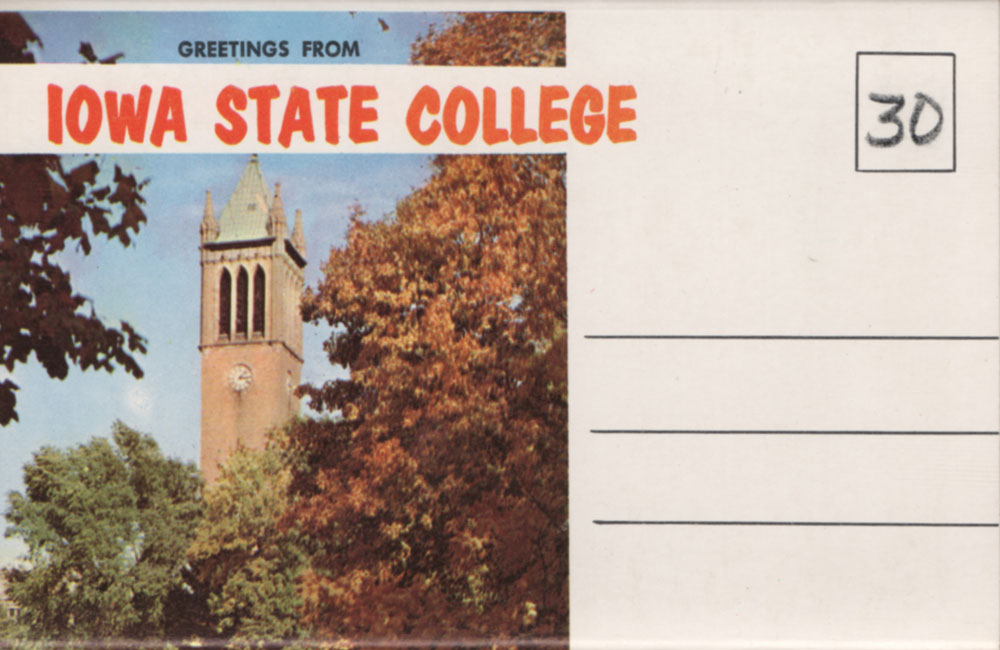 GREETINGS FROM
IOWA STATE COLLEGE
30